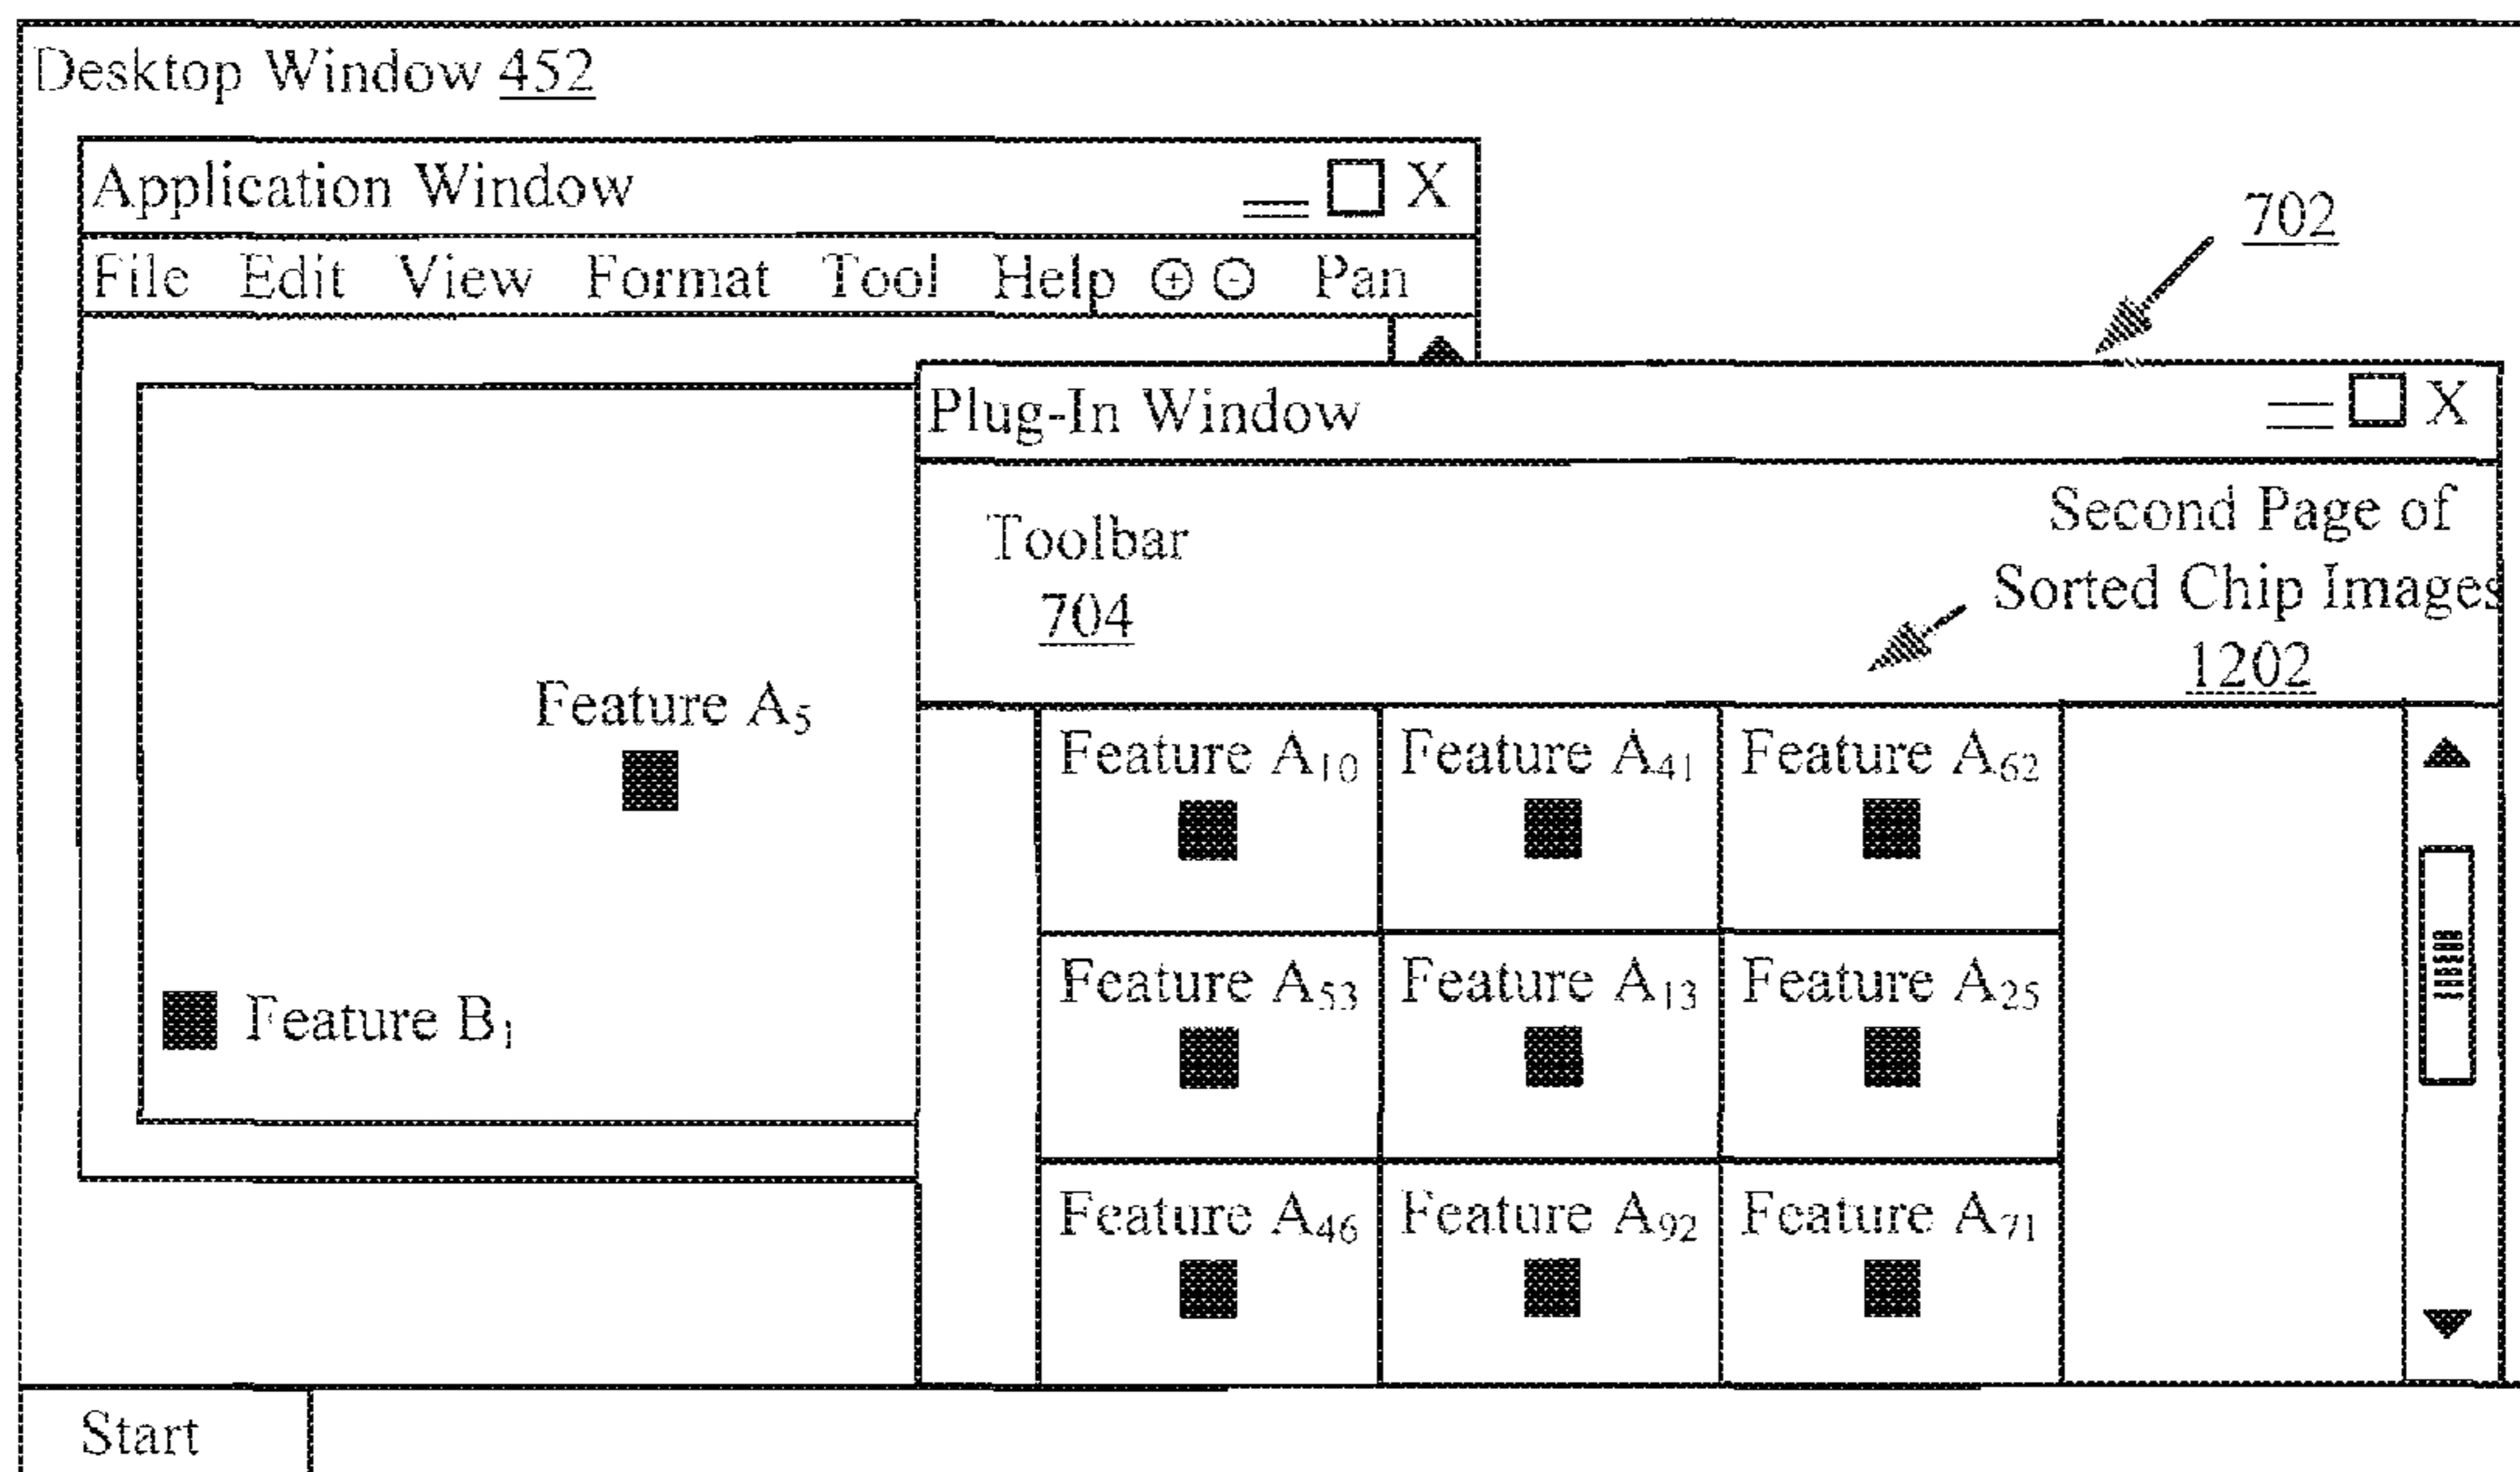 Desktop Window 452
Application Window X
File Edit View Format Tool Help + - Pan
702
Plug-In Window X
Toolbar
704
Second Page of
Sorted Chip Images
1202
Feature A5
Feature B1
Feature A10 Feature A41 Feature A62
Feature A53 Feature A13 Feature A25
Feature A46 Feature A92 Feature A71
Start